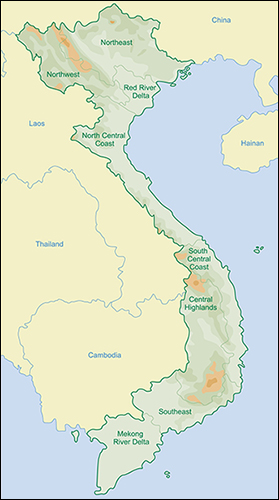 China
Northeast
Northwest
Red River
Delta
Laos
North Central
Coast
Hainan
Thailand
South
Central
Coast
Central
Highlands
Cambodia
Southeast
Mekong
River Delta